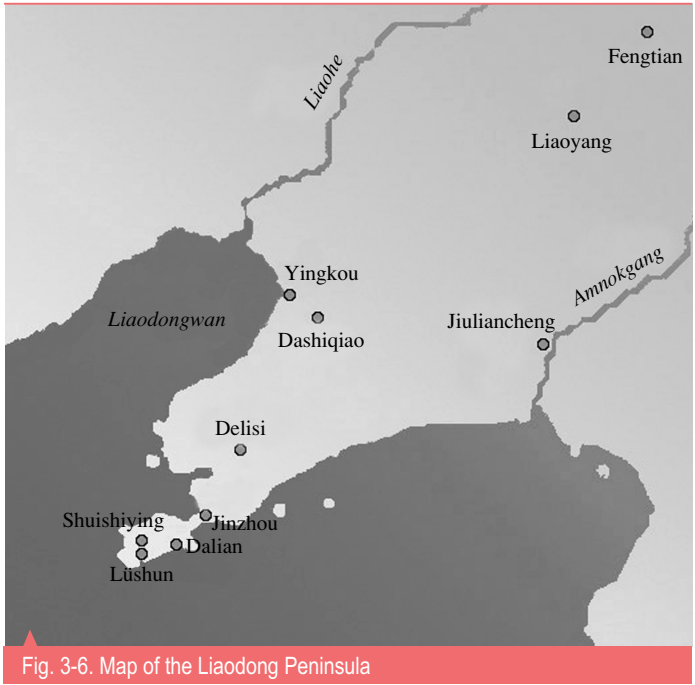 Fengtian
Liaohe
Liaoyang
Amnokgang
Yingkou
Liaodongwan
Jiuliancheng
Dashiqiao
Delisi
Shuishiying
Jinzhou
Dalian
Lüshun
Fig. 3-6. Map of the Liaodong Peninsula